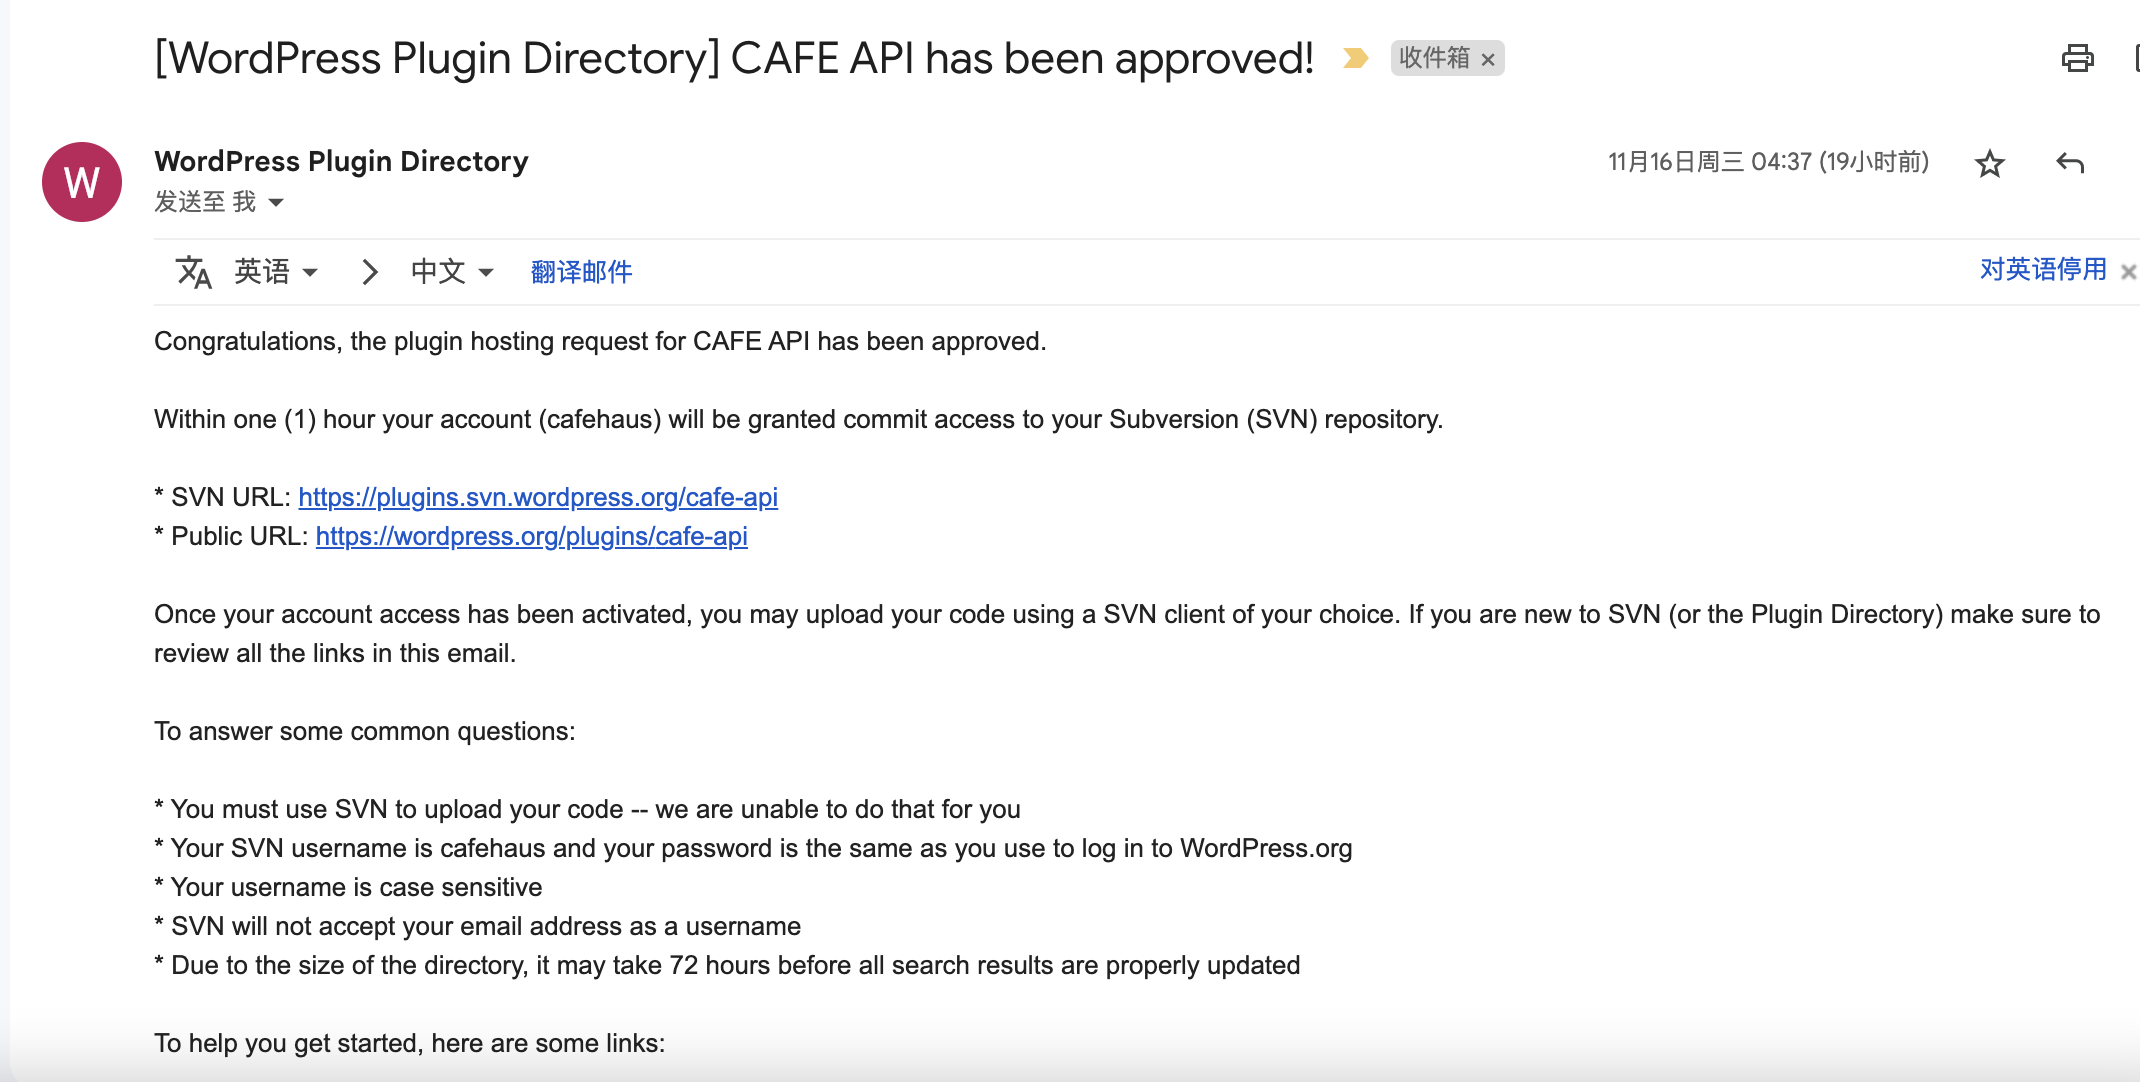 [WordPress Plugin Directory] CAFE API has been approved! 收件箱 ×
W
WordPress Plugin Directory 11月16日周三 04:37 (19小时前)
发送至 我
文A 英语 中文 翻译邮件 对英语停用 ×
Congratulations, the plugin hosting request for CAFE API has been approved.
Within one (1) hour your account (cafehaus) will be granted commit access to your Subversion (SVN) repository.
* SVN URL: https://plugins.svn.wordpress.org/cafe-api
* Public URL: https://wordpress.org/plugins/cafe-api
Once your account access has been activated, you may upload your code using a SVN client of your choice. If you are new to SVN (or the Plugin Directory) make sure to
review all the links in this email.
To answer some common questions:
* You must use SVN to upload your code -- we are unable to do that for you
* Your SVN username is cafehaus and your password is the same as you use to log in to WordPress.org
* Your username is case sensitive
* SVN will not accept your email address as a username
* Due to the size of the directory, it may take 72 hours before all search results are properly updated
To help you get started, here are some links: